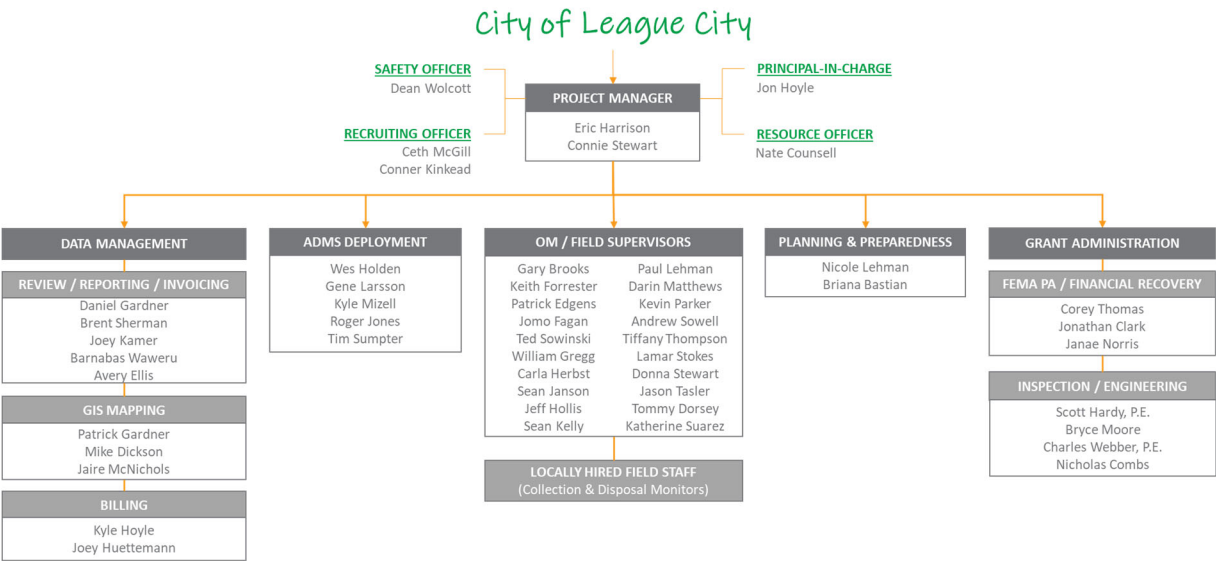 City of League City
SAFETY OFFICER
Dean Wolcott
RECRUITING OFFICER
Ceth McGill
Conner Kinkead
PROJECT MANAGER
Eric Harrison
Connie Stewart
PRINCIPAL-IN-CHARGE
Jon Hoyle
RESOURCE OFFICER
Nate Counsell
DATA MANAGEMENT
REVIEW / REPORTING / INVOICING
Daniel Gardner
Brent Sherman
Joey Kamer
Barnabas Waweru
Avery Ellis
GIS MAPPING
Patrick Gardner
Mike Dickson
Jaire McNichols
BILLING
Kyle Hoyle
Joey Huettemann
ADMS DEPLOYMENT
Wes Holden
Gene Larsson
Kyle Mizell
Roger Jones
Tim Sumpter
OM / FIELD SUPERVISORS
Gary Brooks
Keith Forrester
Patrick Edgens
Jomo Fagan
Ted Sowinski
William Gregg
Carla Herbst
Sean Janson
Jeff Hollis
Sean Kelly
Paul Lehman
Darin Matthews
Kevin Parker
Andrew Sowell
Tiffany Thompson
Lamar Stokes
Donna Stewart
Jason Tasler
Tommy Dorsey
Katherine Suarez
LOCALLY HIRED FIELD STAFF
(Collection & Disposal Monitors)
PLANNING & PREPAREDNESS
Nicole Lehman
Briana Bastian
GRANT ADMINISTRATION
FEMA PA / FINANCIAL RECOVERY
Corey Thomas
Jonathan Clark
Janae Norris
INSPECTION / ENGINEERING
Scott Hardy, P.E.
Bryce Moore
Charles Webber, P.E.
Nicholas Combs